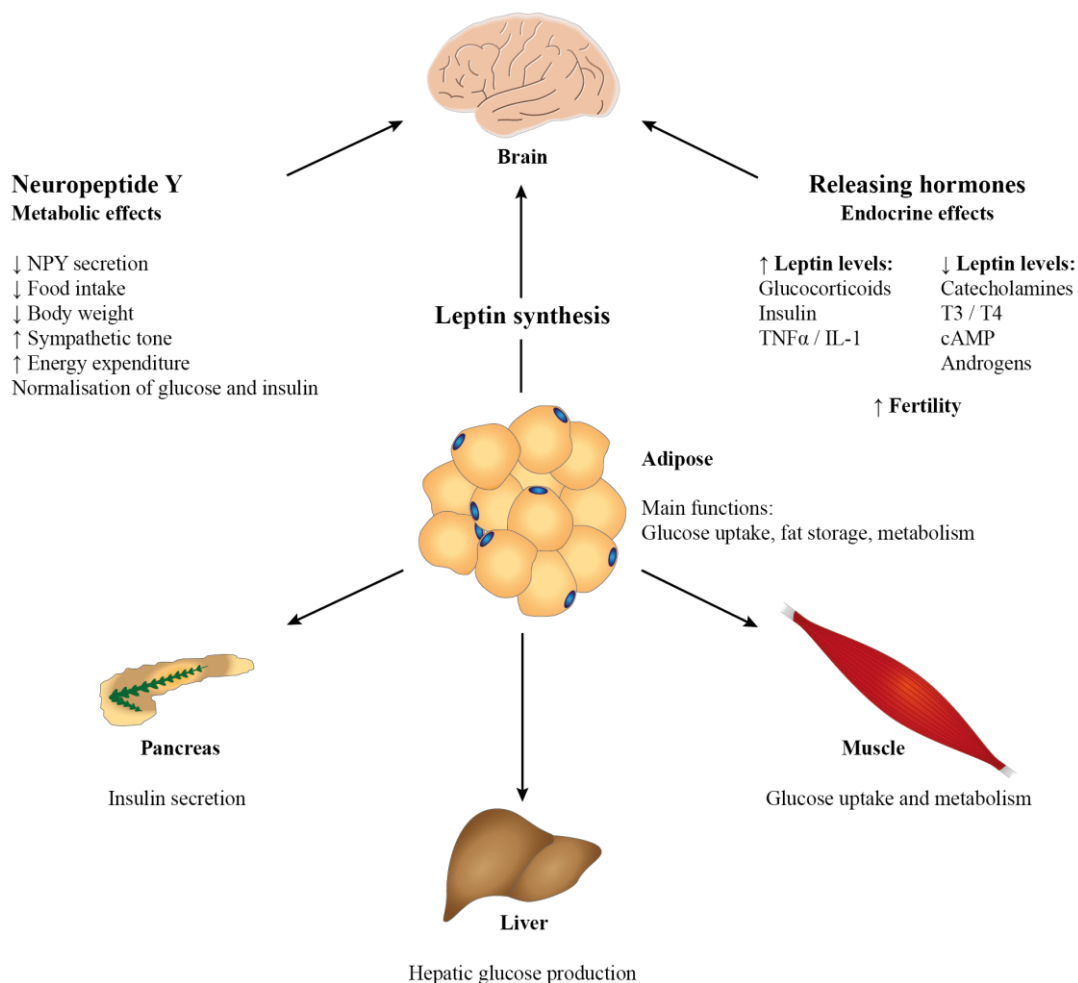 Brain
Neuropeptide Y
Metabolic effects
↓ NPY secretion
↓ Food intake
↓ Body weight
↑ Sympathetic tone
↑ Energy expenditure
Normalisation of glucose and insulin
Releasing hormones
Endocrine effects
↑ Leptin levels:
Glucocorticoids
Insulin
TNFα / IL-1
↓ Leptin levels:
Catecholamines
T3 / T4
cAMP
Androgens
↑ Fertility
Leptin synthesis
Adipose
Main functions:
Glucose uptake, fat storage, metabolism
Pancreas
Insulin secretion
Muscle
Glucose uptake and metabolism
Liver
Hepatic glucose production